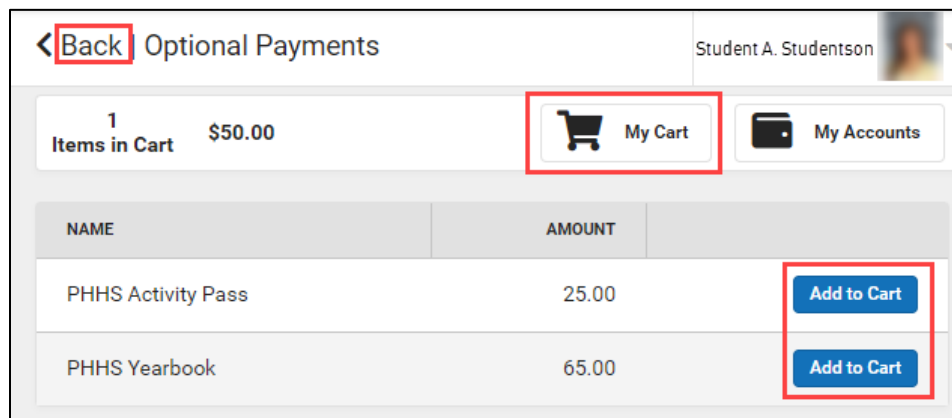 Back | Optional Payments
Student A. Studentson
1
Items in Cart
$50.00
My Cart
My Accounts
NAME AMOUNT
PHHS Activity Pass 25.00 Add to Cart
PHHS Yearbook 65.00 Add to Cart